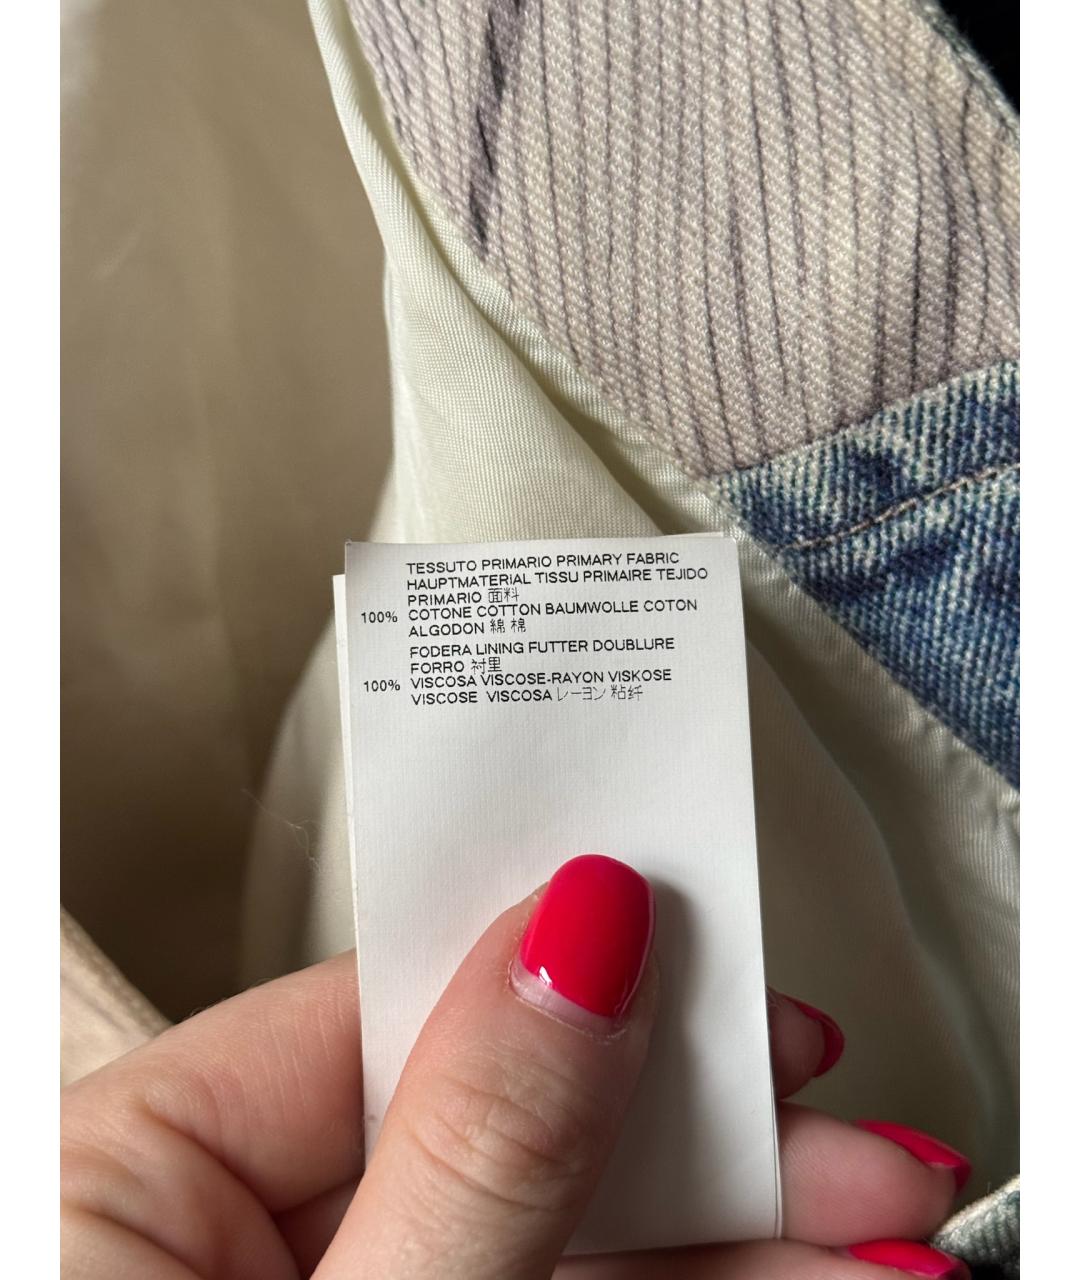 TESSUTO PRIMARIO PRIMARY FABRIC
HAUPTMATERIAL TISSU PRIMAIRE TEJIDO
PRIMARIO 面料
100% COTONE COTTON BAUMWOLLE COTON
ALGODON 綿 棉
FODERA LINING FUTTER DOUBLURE
FORRO 衬里
100% VISCOSA VISCOSE-RAYON VISKOSE
VISCOSE VISCOSA レーヨン 粘纤